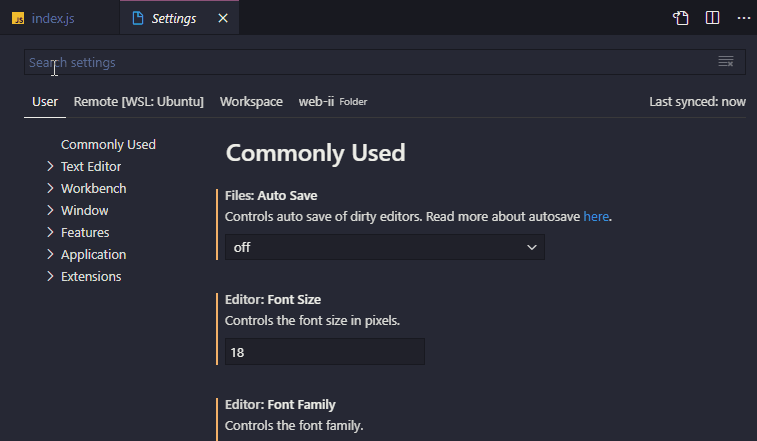 JS index.js Settings
Search settings
User Remote [WSL: Ubuntu] Workspace web-ii Folder Last synced: now
Commonly Used
Text Editor
Workbench
Window
Features
Application
Extensions
Commonly Used
Files: Auto Save
Controls auto save of dirty editors. Read more about autosave here.
off
Editor: Font Size
Controls the font size in pixels.
18
Editor: Font Family
Controls the font family.